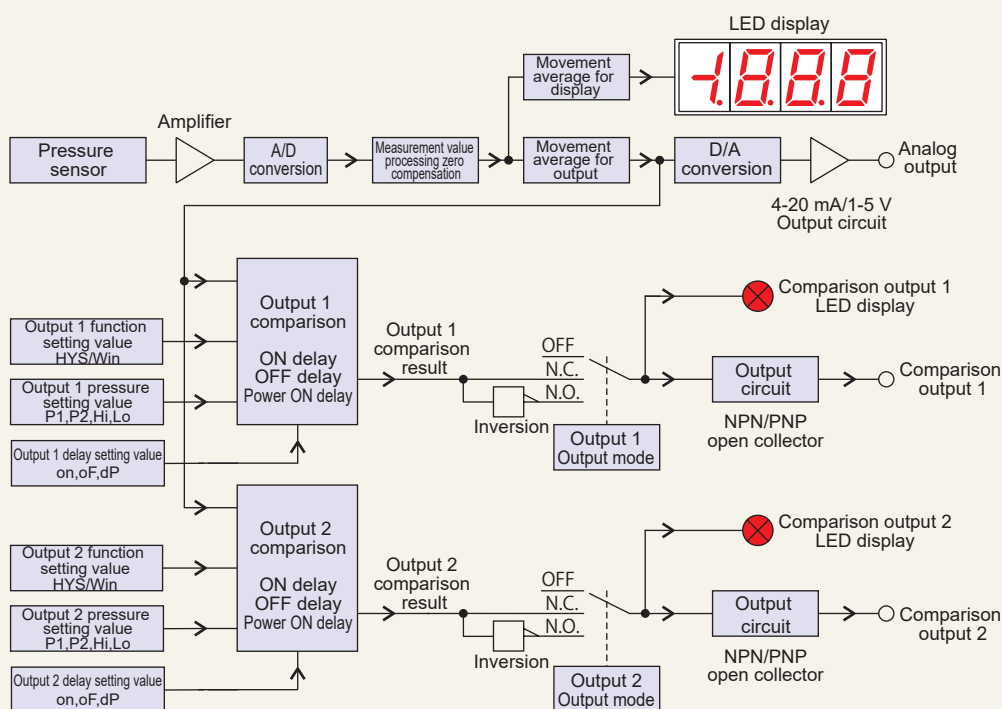 LED display
-1.8.8.8
Movement
average for
display
Amplifier
Pressure
sensor
A/D
conversion
Measurement value
processing zero
compensation
Movement
average for
output
D/A
conversion
Analog
output
4-20 mA/1-5 V
Output circuit
Output 1
comparison
ON delay
OFF delay
Power ON delay
Output 1 function
setting value
HYS/Win
Output 1 pressure
setting value
P1,P2,Hi,Lo
Output 1 delay setting value
on,oF,dP
Output 1
comparison
result
OFF
N.C.
N.O.
Inversion
Output 1
Output mode
Comparison output 1
LED display
Output
circuit
NPN/PNP
open collector
Comparison
output 1
Output 2
comparison
ON delay
OFF delay
Power ON delay
Output 2 function
setting value
HYS/Win
Output 2 pressure
setting value
P1,P2,Hi,Lo
Output 2 delay setting value
on,oF,dP
Output 2
comparison
result
OFF
N.C.
N.O.
Inversion
Output 2
Output mode
Comparison output 2
LED display
Output
circuit
NPN/PNP
open collector
Comparison
output 2